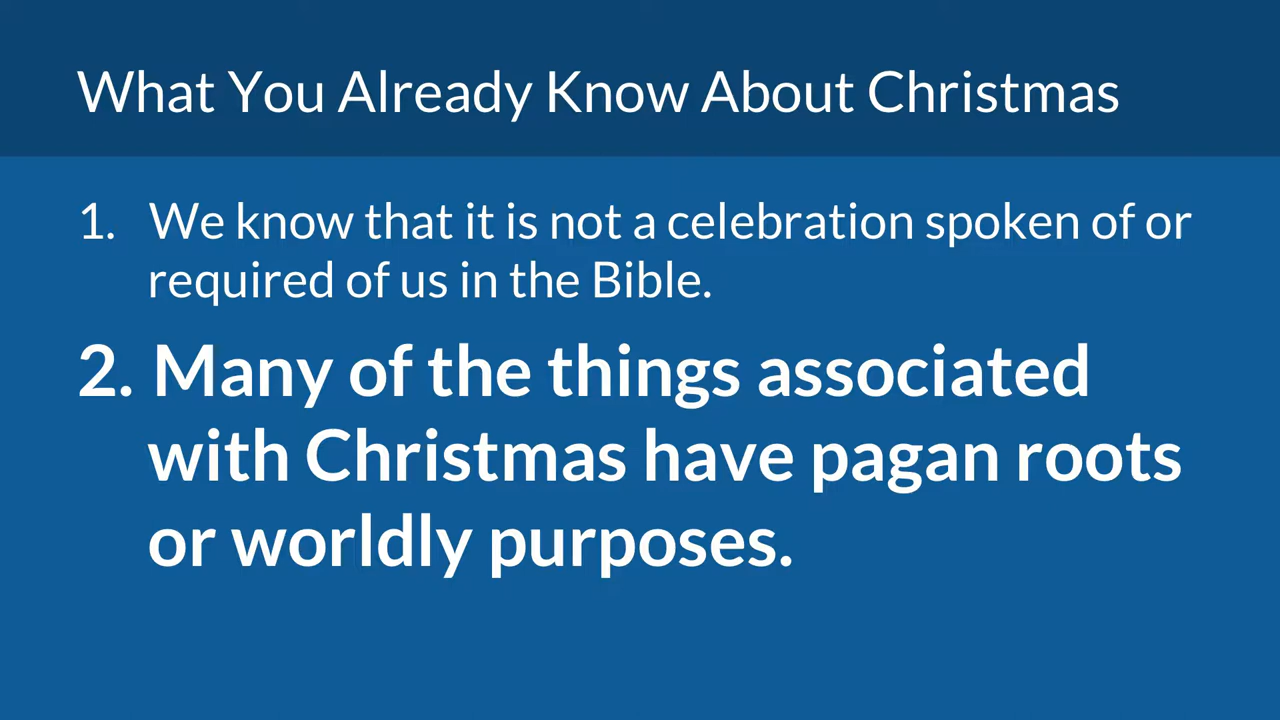 What You Already Know About Christmas
1. We know that it is not a celebration spoken of or
required of us in the Bible.
2. Many of the things associated
with Christmas have pagan roots
or worldly purposes.